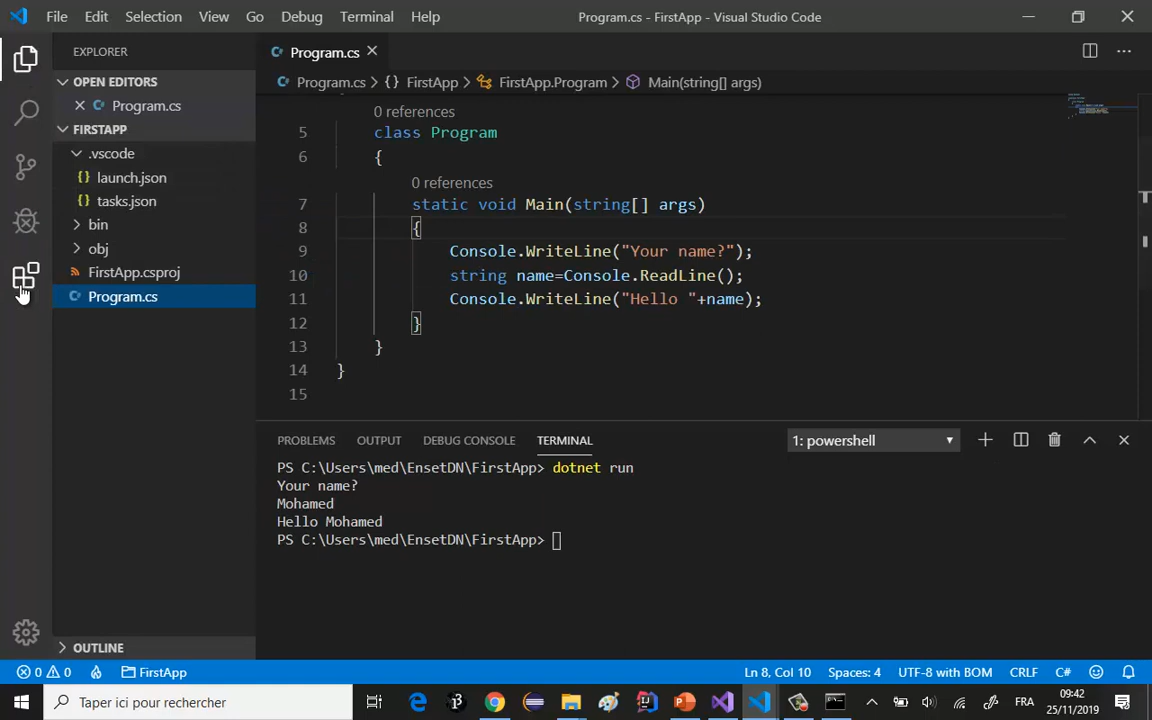 File Edit Selection View Go Debug Terminal Help
Program.cs - FirstApp - Visual Studio Code
EXPLORER
OPEN EDITORS
Program.cs
FIRSTAPP
.vscode
launch.json
tasks.json
bin
obj
FirstApp.csproj
Program.cs
OUTLINE
Program.cs
Program.cs > {} FirstApp > FirstApp.Program > Main(string[] args)
0 references
5 class Program
6 {
0 references
7 static void Main(string[] args)
8 {
9 Console.WriteLine("Your name?");
10 string name=Console.ReadLine();
11 Console.WriteLine("Hello "+name);
12 }
13 }
14 }
15
PROBLEMS OUTPUT DEBUG CONSOLE TERMINAL 1: powershell
PS C:\Users\med\EnsetDN\FirstApp> dotnet run
Your name?
Mohamed
Hello Mohamed
PS C:\Users\med\EnsetDN\FirstApp>
0 0 FirstApp Ln 8, Col 10 Spaces: 4 UTF-8 with BOM CRLF C#
Taper ici pour rechercher
FRA
09:42
25/11/2019